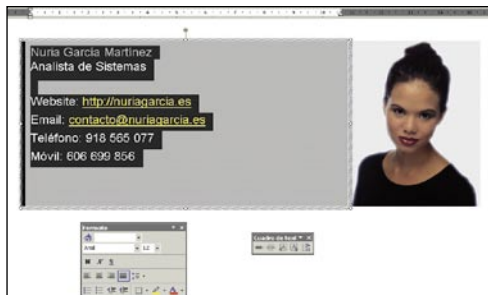 Nuria Garcia Martinez
Analista de Sistemas
Website: http://nuriagarcia.es
Email: contacto@nuriagarcia.es
Teléfono: 918 565 077
Móvil: 606 699 856
Formato
Cuadro de text
Arial
12
N K S